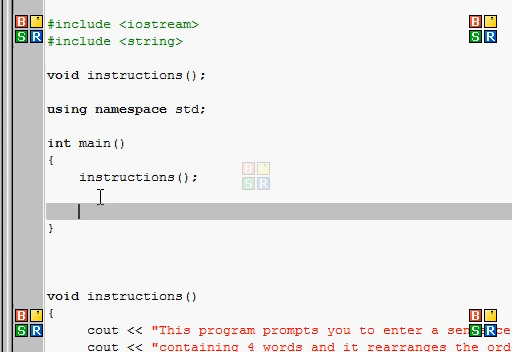 #include <iostream>
#include <string>
void instructions();
using namespace std;
int main()
{
instructions();
}
void instructions()
{
cout << "This program prompts you to enter a sentence
cout << "containing 4 words and it rearranges the ord
B
S R
B
S R
B
S R
B
S R
B
S R